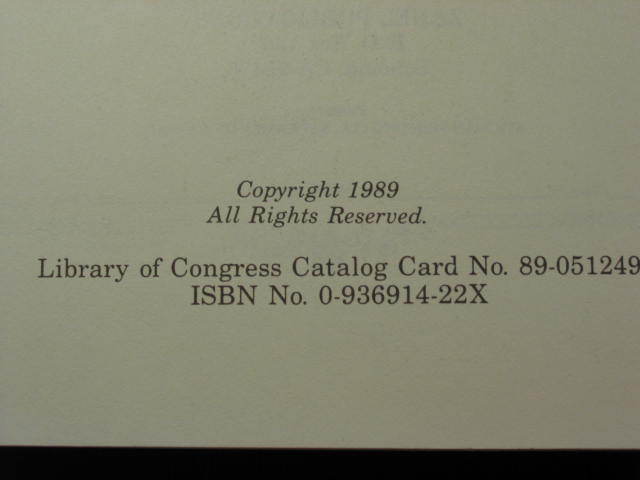 Copyright 1989
All Rights Reserved.
Library of Congress Catalog Card No. 89-051249
ISBN No. 0-936914-22X